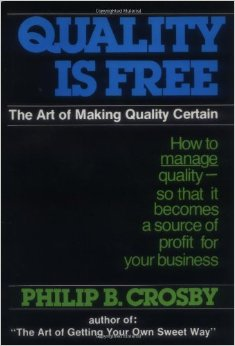 QUALITY
IS FREE
The Art of Making Quality Certain
How to
manage
quality—
so that it
becomes
a source of
profit for
your business
PHILIP B. CROSBY
author of:
"The Art of Getting Your Own Sweet Way"